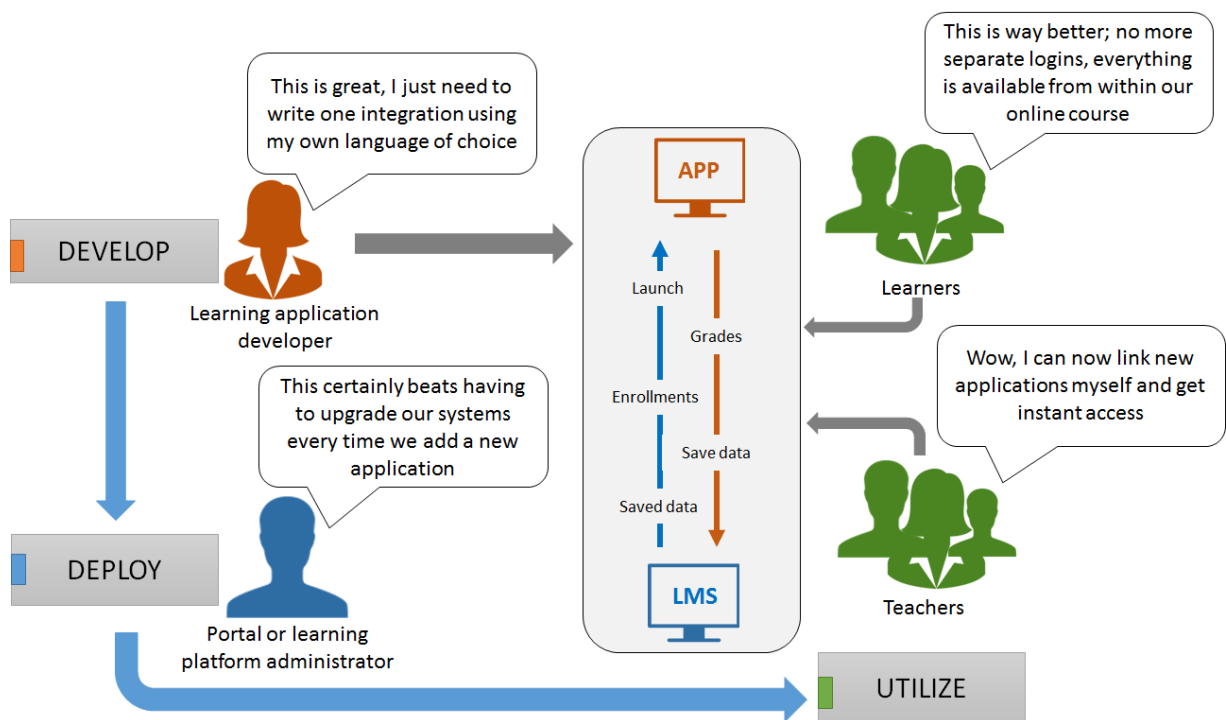 This is great, I just need to
write one integration using
my own language of choice
This is way better; no more
separate logins, everything
is available from within our
online course
APP
DEVELOP
Learning application
developer
Launch
Grades
Enrollments
Save data
Saved data
LMS
Learners
This certainly beats having
to upgrade our systems
every time we add a new
application
Wow, I can now link new
applications myself and get
instant access
DEPLOY
Portal or learning
platform administrator
Teachers
UTILIZE